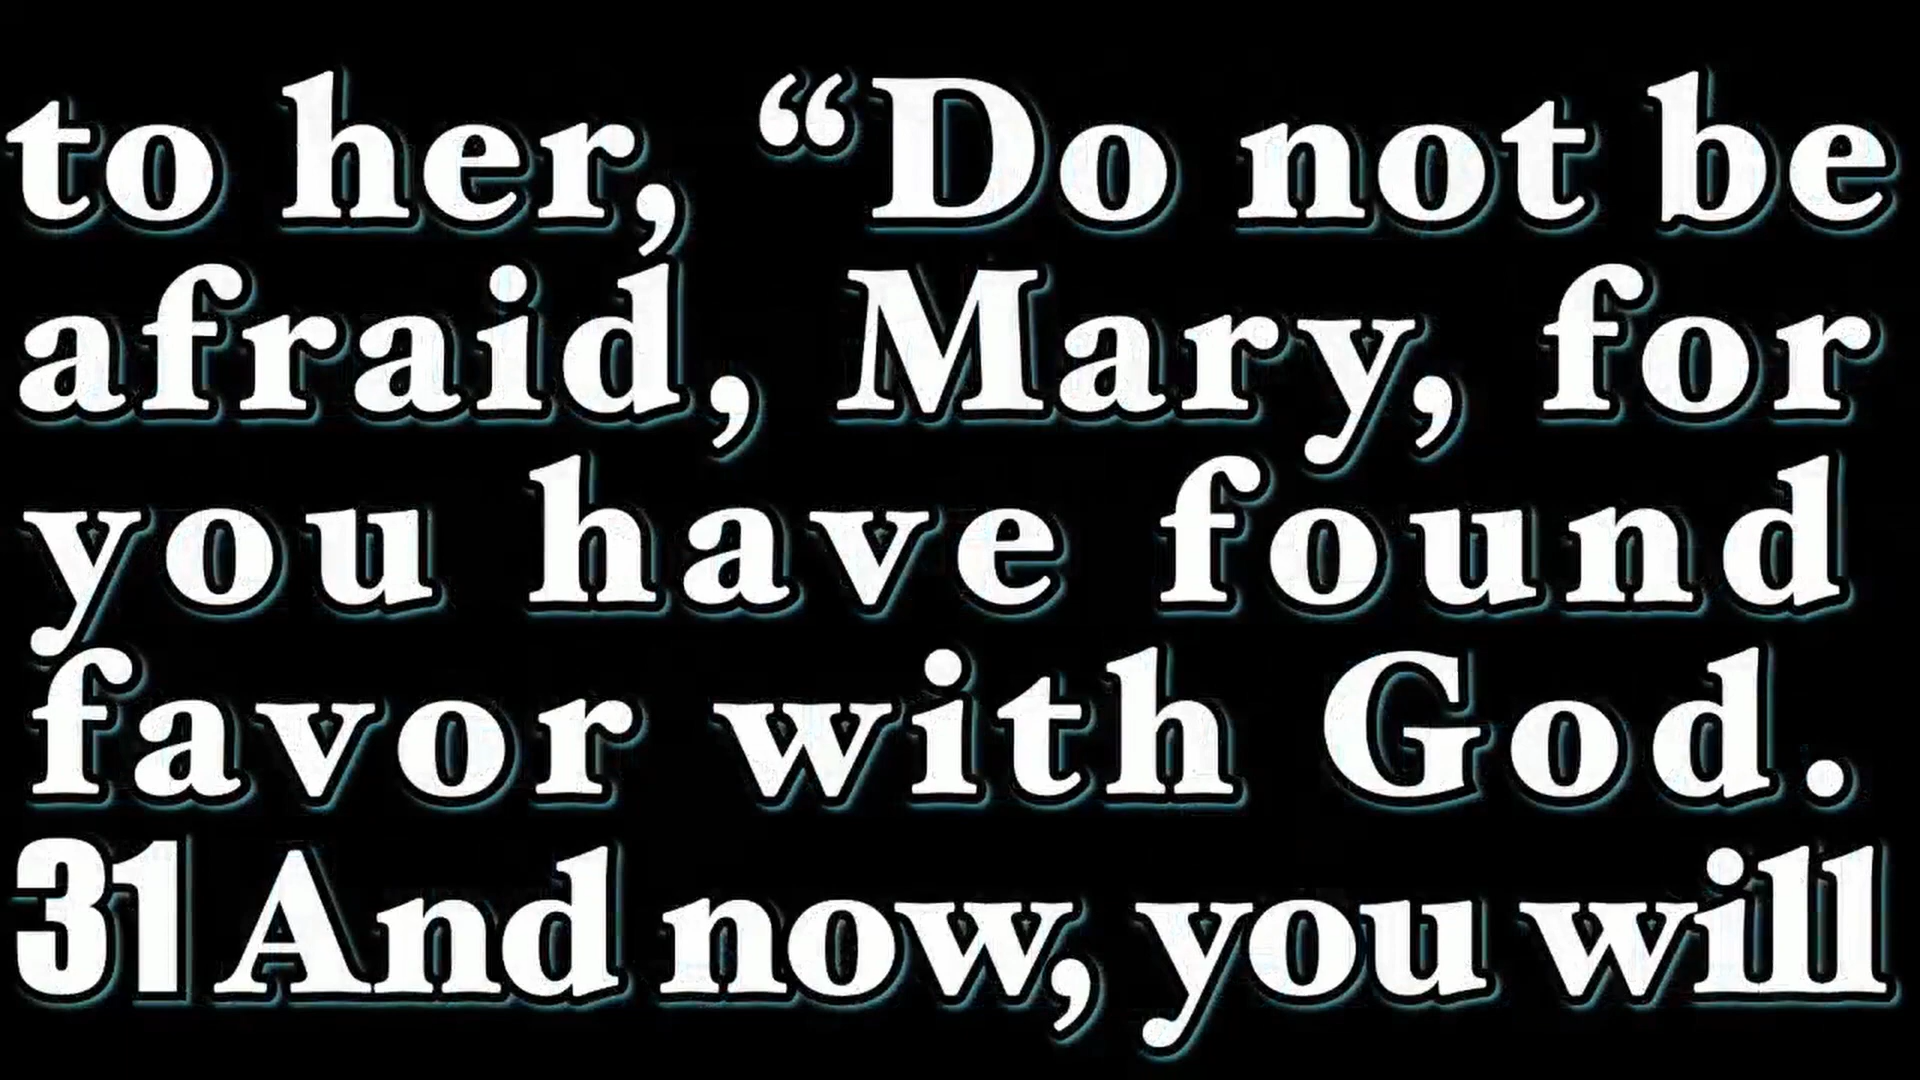 to her, “Do not be
afraid, Mary, for
you have found
favor with God.
31 And now, you will